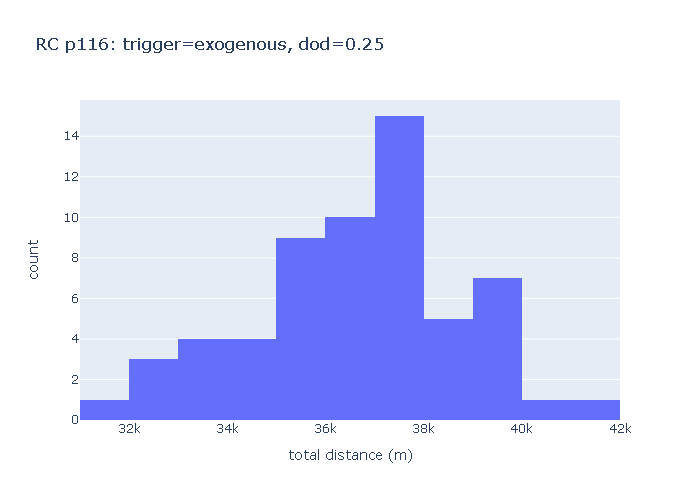 RC p116: trigger=exogenous, dod=0.25
14
12
10
8
6
4
2
0
count
32k 34k 36k 38k 40k 42k
total distance (m)